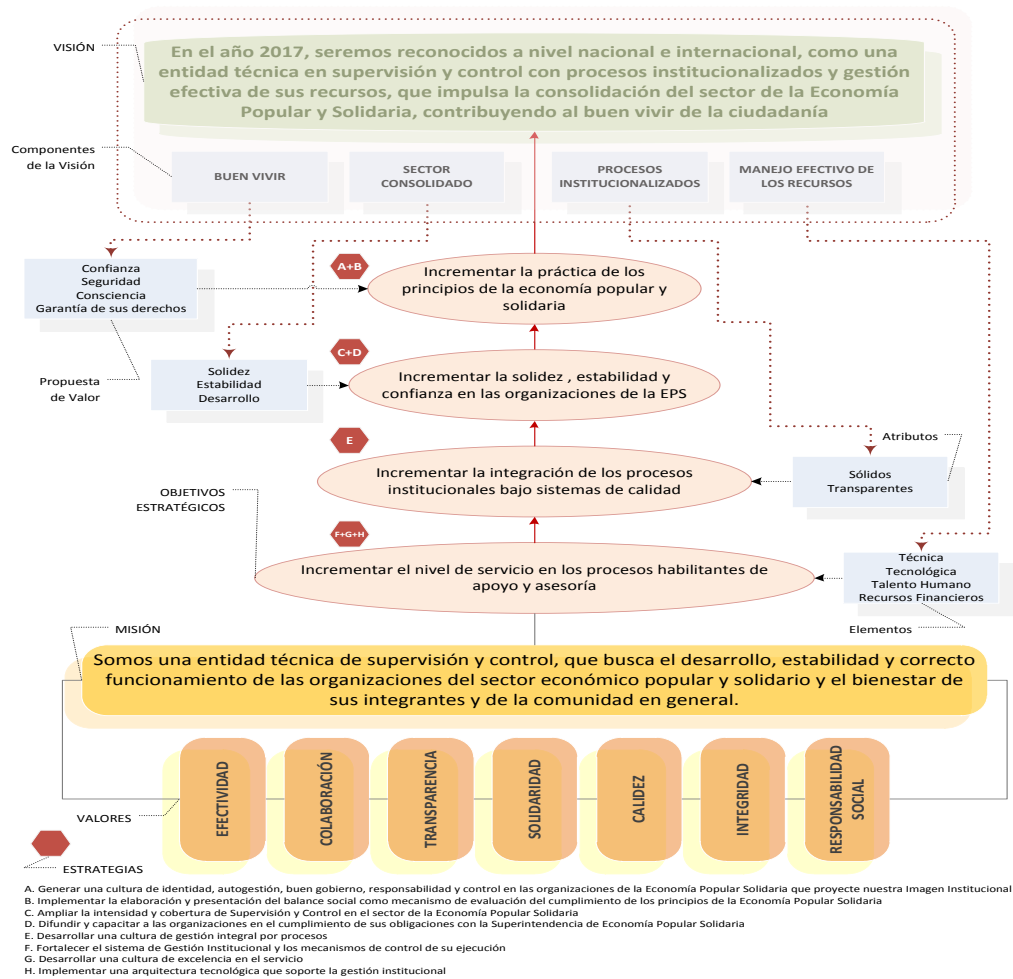 VISIÓN
En el año 2017, seremos reconocidos a nivel nacional e internacional, como una
entidad técnica en supervisión y control con procesos institucionalizados y gestión
efectiva de sus recursos, que impulsa la consolidación del sector de la Economía
Popular y Solidaria, contribuyendo al buen vivir de la ciudadanía
Componentes
de la Visión
BUEN VIVIR
SECTOR
CONSOLIDADO
PROCESOS
INSTITUCIONALIZADOS
MANEJO EFECTIVO DE
LOS RECURSOS
Confianza
Seguridad
Consciencia
Garantía de sus derechos
A+B
Incrementar la práctica de los
principios de la economía popular y
solidaria
Propuesta
de Valor
Solidez
Estabilidad
Desarrollo
C+D
Incrementar la solidez , estabilidad y
confianza en las organizaciones de la EPS
E
Incrementar la integración de los procesos
institucionales bajo sistemas de calidad
Atributos
Sólidos
Transparentes
OBJETIVOS
ESTRATÉGICOS
F+G+H
Incrementar el nivel de servicio en los procesos habilitantes de
apoyo y asesoría
Técnica
Tecnológica
Talento Humano
Recursos Financieros
Elementos
MISIÓN
Somos una entidad técnica de supervisión y control, que busca el desarrollo, estabilidad y correcto
funcionamiento de las organizaciones del sector económico popular y solidario y el bienestar de
sus integrantes y de la comunidad en general.
VALORES
EFECTIVIDAD
COLABORACIÓN
TRANSPARENCIA
SOLIDARIDAD
CALIDEZ
INTEGRIDAD
RESPONSABILIDAD
SOCIAL
ESTRATEGIAS
A. Generar una cultura de identidad, autogestión, buen gobierno, responsabilidad y control en las organizaciones de la Economía Popular Solidaria que proyecte nuestra Imagen Institucional
B. Implementar la elaboración y presentación del balance social como mecanismo de evaluación del cumplimiento de los principios de la Economía Popular Solidaria
C. Ampliar la intensidad y cobertura de Supervisión y Control en el sector de la Economía Popular Solidaria
D. Difundir y capacitar a las organizaciones en el cumplimiento de sus obligaciones con la Superintendencia de Economía Popular Solidaria
E. Desarrollar una cultura de gestión integral por procesos
F. Fortalecer el sistema de Gestión Institucional y los mecanismos de control de su ejecución
G. Desarrollar una cultura de excelencia en el servicio
H. Implementar una arquitectura tecnológica que soporte la gestión institucional